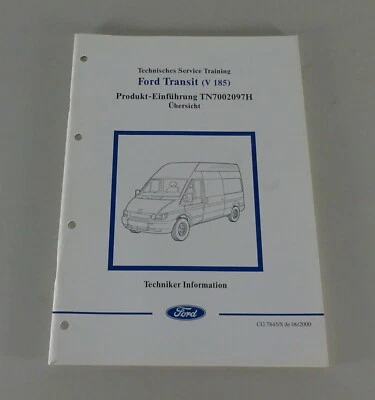 Technisches Service Training
Ford Transit (V 185)
Produkt-Einführung TN7002097H
Übersicht
Techniker Information
Ford
CG 7845/S de 06/2000